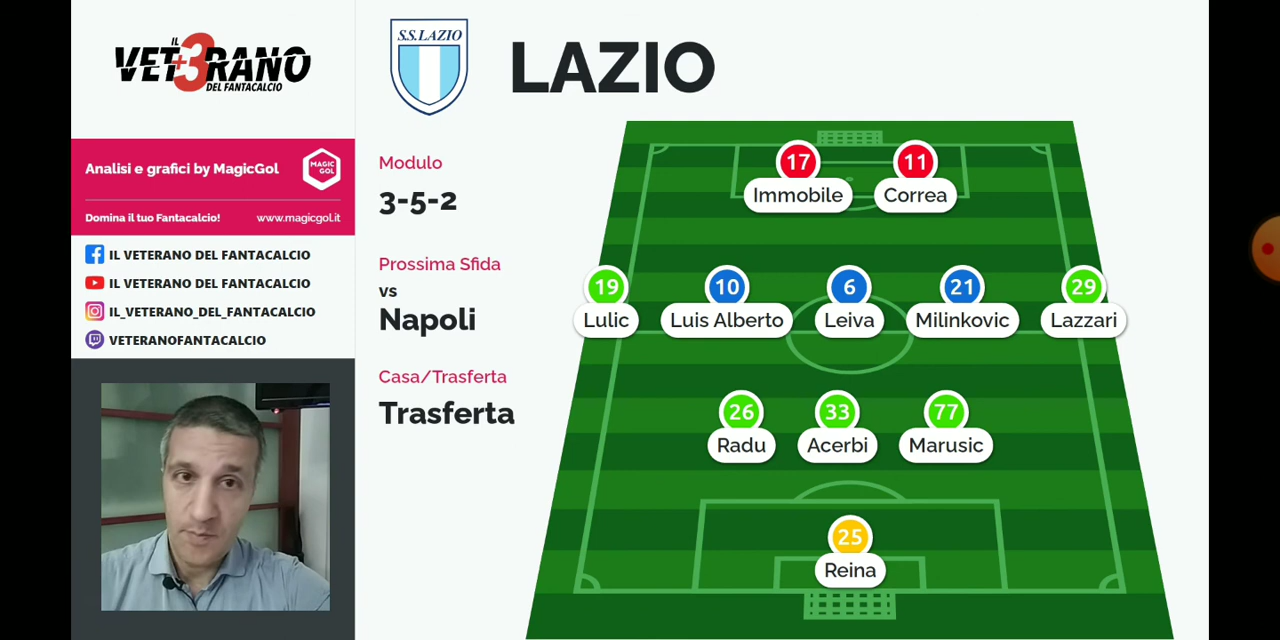 IL
VET+3RANO
DEL FANTACALCIO
Analisi e grafici by MagicGol
MAGIC
GOL
Domina il tuo Fantacalcio!
www.magicgol.it
IL VETERANO DEL FANTACALCIO
IL VETERANO DEL FANTACALCIO
IL_VETERANO_DEL_FANTACALCIO
VETERANOFANTACALCIO
S.S. LAZIO
LAZIO
Modulo
3-5-2
Prossima Sfida
vs
Napoli
Casa/Trasferta
Trasferta
17
11
Immobile
Correa
19
10
6
21
29
Lulic
Luis Alberto
Leiva
Milinkovic
Lazzari
26
33
77
Radu
Acerbi
Marusic
25
Reina